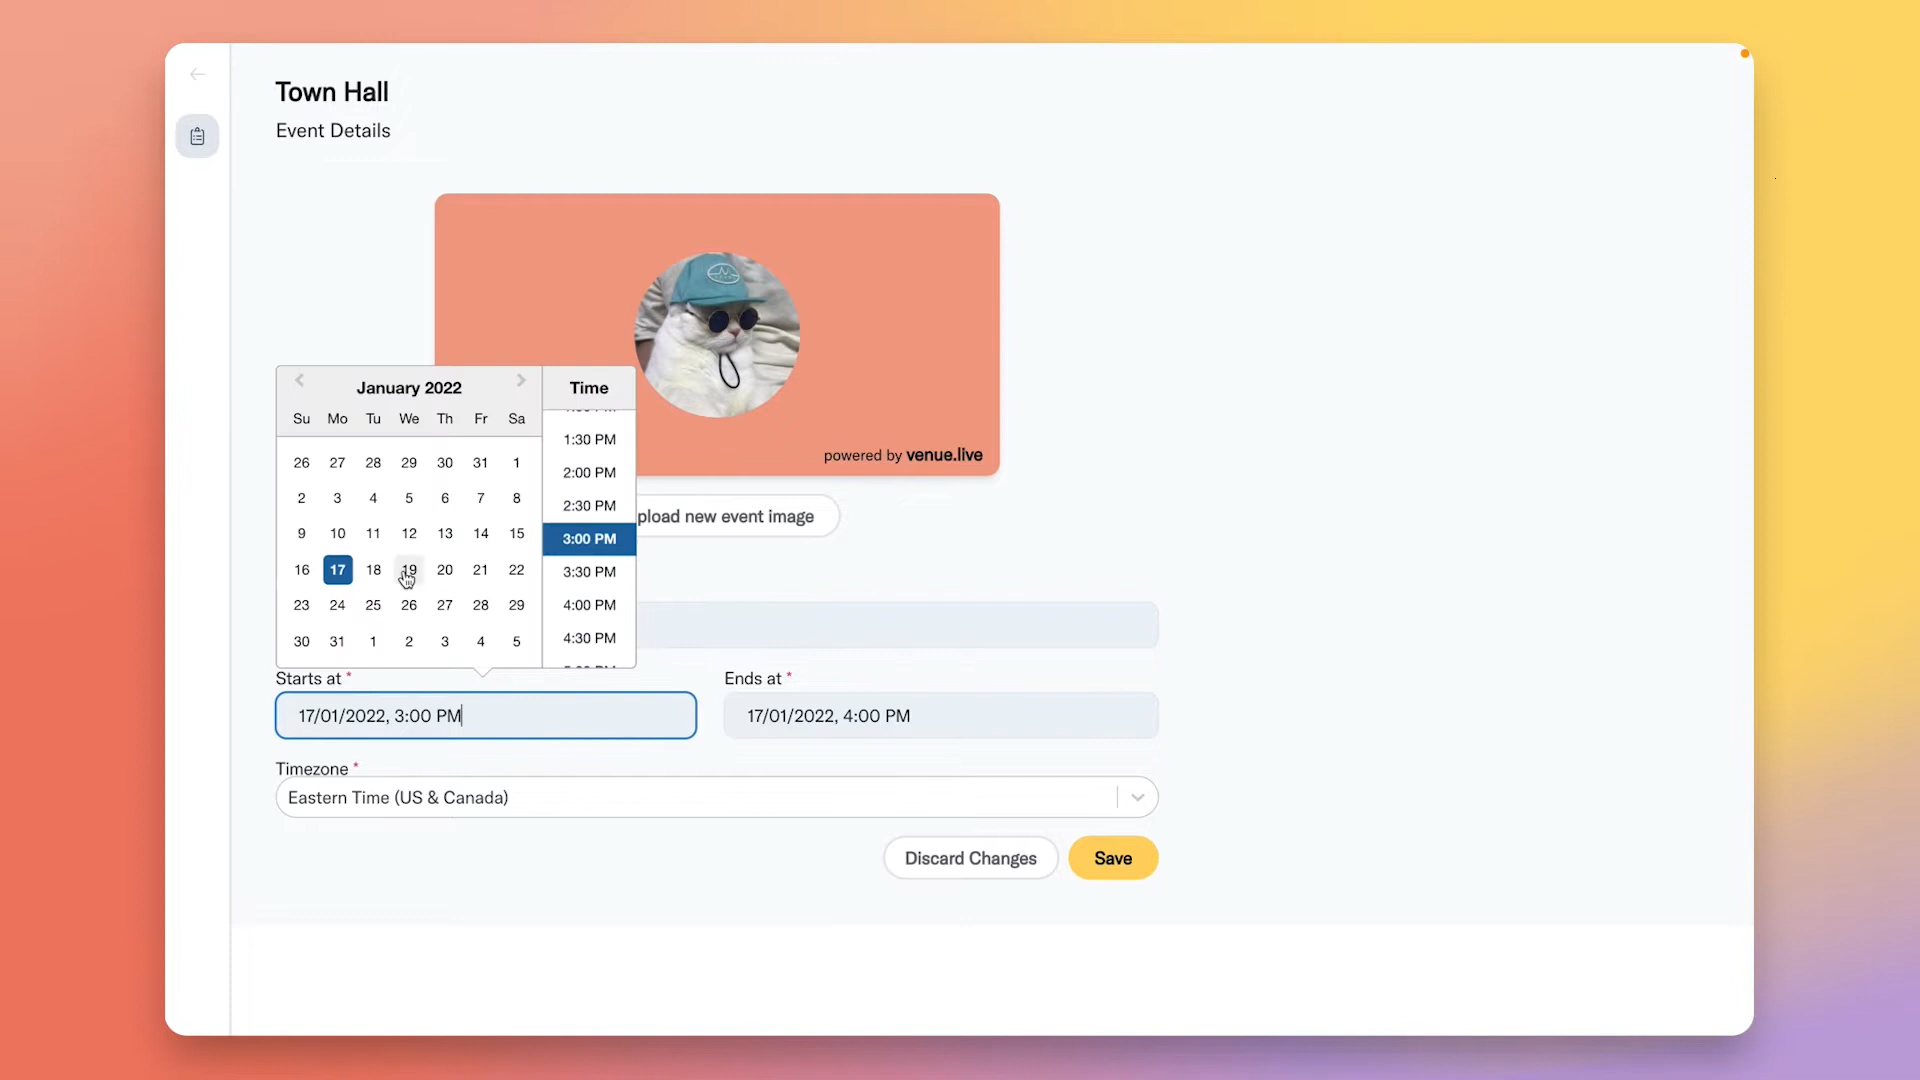 Town Hall
Event Details
powered by venue.live
pload new event image
January 2022
Time
Su Mo Tu We Th Fr Sa
26 27 28 29 30 31 1
2 3 4 5 6 7 8
9 10 11 12 13 14 15
16 17 18 19 20 21 22
23 24 25 26 27 28 29
30 31 1 2 3 4 5
1:30 PM
2:00 PM
2:30 PM
3:00 PM
3:30 PM
4:00 PM
4:30 PM
Starts at *
17/01/2022, 3:00 PM
Ends at *
17/01/2022, 4:00 PM
Timezone *
Eastern Time (US & Canada)
Discard Changes
Save